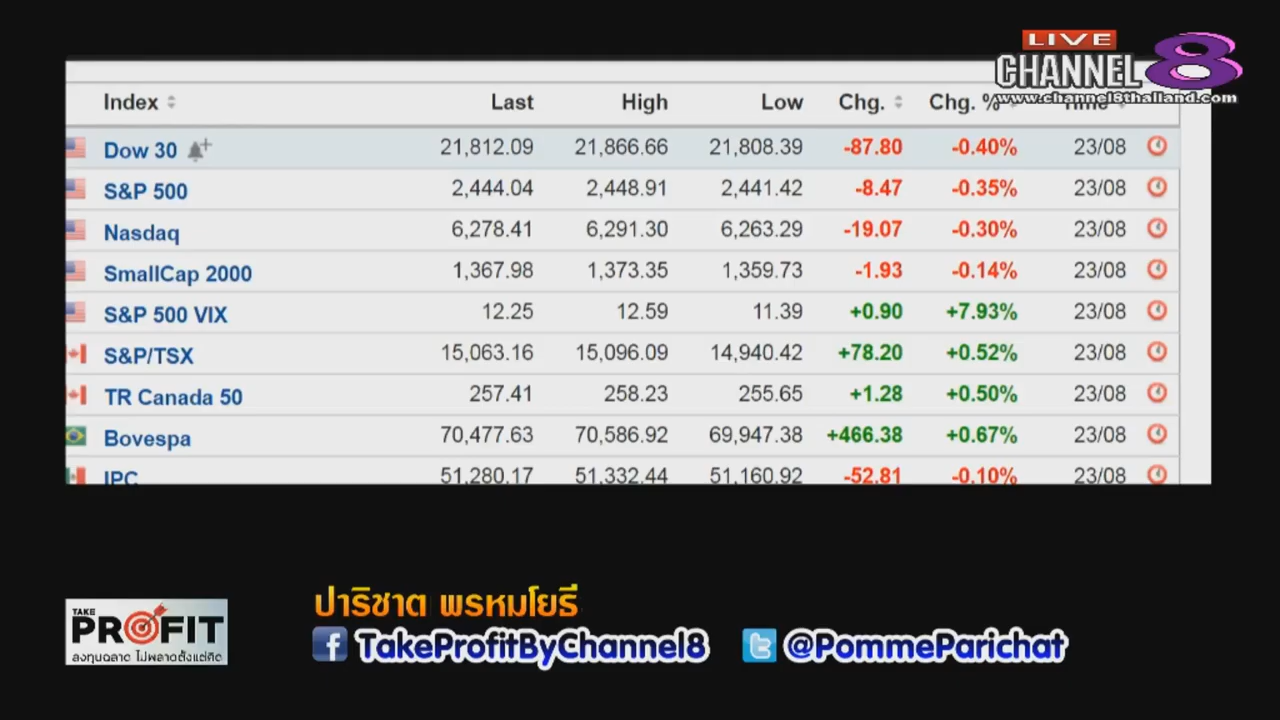 LIVE
CHANNEL 8
www.channel8thailand.com
Index Last High Low Chg. Chg. % Time
Dow 30 21,812.09 21,866.66 21,808.39 -87.80 -0.40% 23/08
S&P 500 2,444.04 2,448.91 2,441.42 -8.47 -0.35% 23/08
Nasdaq 6,278.41 6,291.30 6,263.29 -19.07 -0.30% 23/08
SmallCap 2000 1,367.98 1,373.35 1,359.73 -1.93 -0.14% 23/08
S&P 500 VIX 12.25 12.59 11.39 +0.90 +7.93% 23/08
S&P/TSX 15,063.16 15,096.09 14,940.42 +78.20 +0.52% 23/08
TR Canada 50 257.41 258.23 255.65 +1.28 +0.50% 23/08
Bovespa 70,477.63 70,586.92 69,947.38 +466.38 +0.67% 23/08
IPC 51,280.17 51,332.44 51,160.92 -52.81 -0.10% 23/08
TAKE
PROFIT
ลงทุนฉลาด ไม่พลาดตั้งแต่คิด
ปาริชาต พรหมโยธี
TakeProfitByChannel8 @PommeParichat